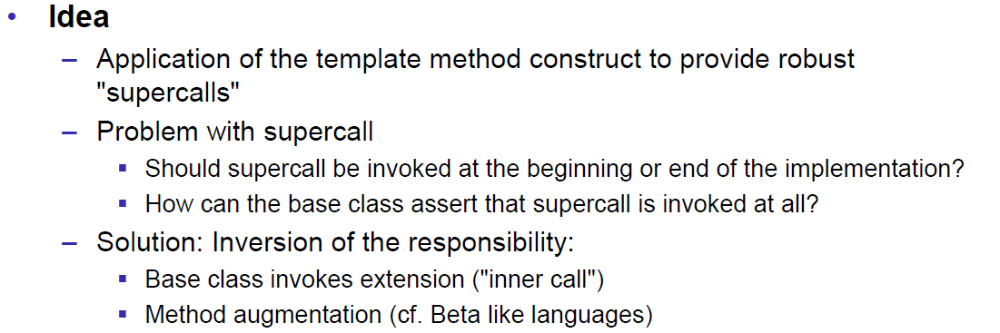 • Idea
– Application of the template method construct to provide robust
"supercalls"
– Problem with supercall
▪ Should supercall be invoked at the beginning or end of the implementation?
▪ How can the base class assert that supercall is invoked at all?
– Solution: Inversion of the responsibility:
▪ Base class invokes extension ("inner call")
▪ Method augmentation (cf. Beta like languages)